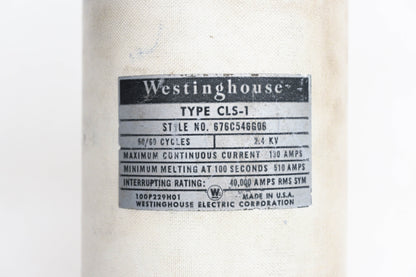 Westinghouse
TYPE CLS-1
STYLE NO. 676C546G06
50/60 CYCLES 2.4 KV
MAXIMUM CONTINUOUS CURRENT 130 AMPS
MINIMUM MELTING AT 100 SECONDS 510 AMPS
INTERRUPTING RATING: 40,000 AMPS RMS SYM
100P229H01 W MADE IN U.S.A.
WESTINGHOUSE ELECTRIC CORPORATION